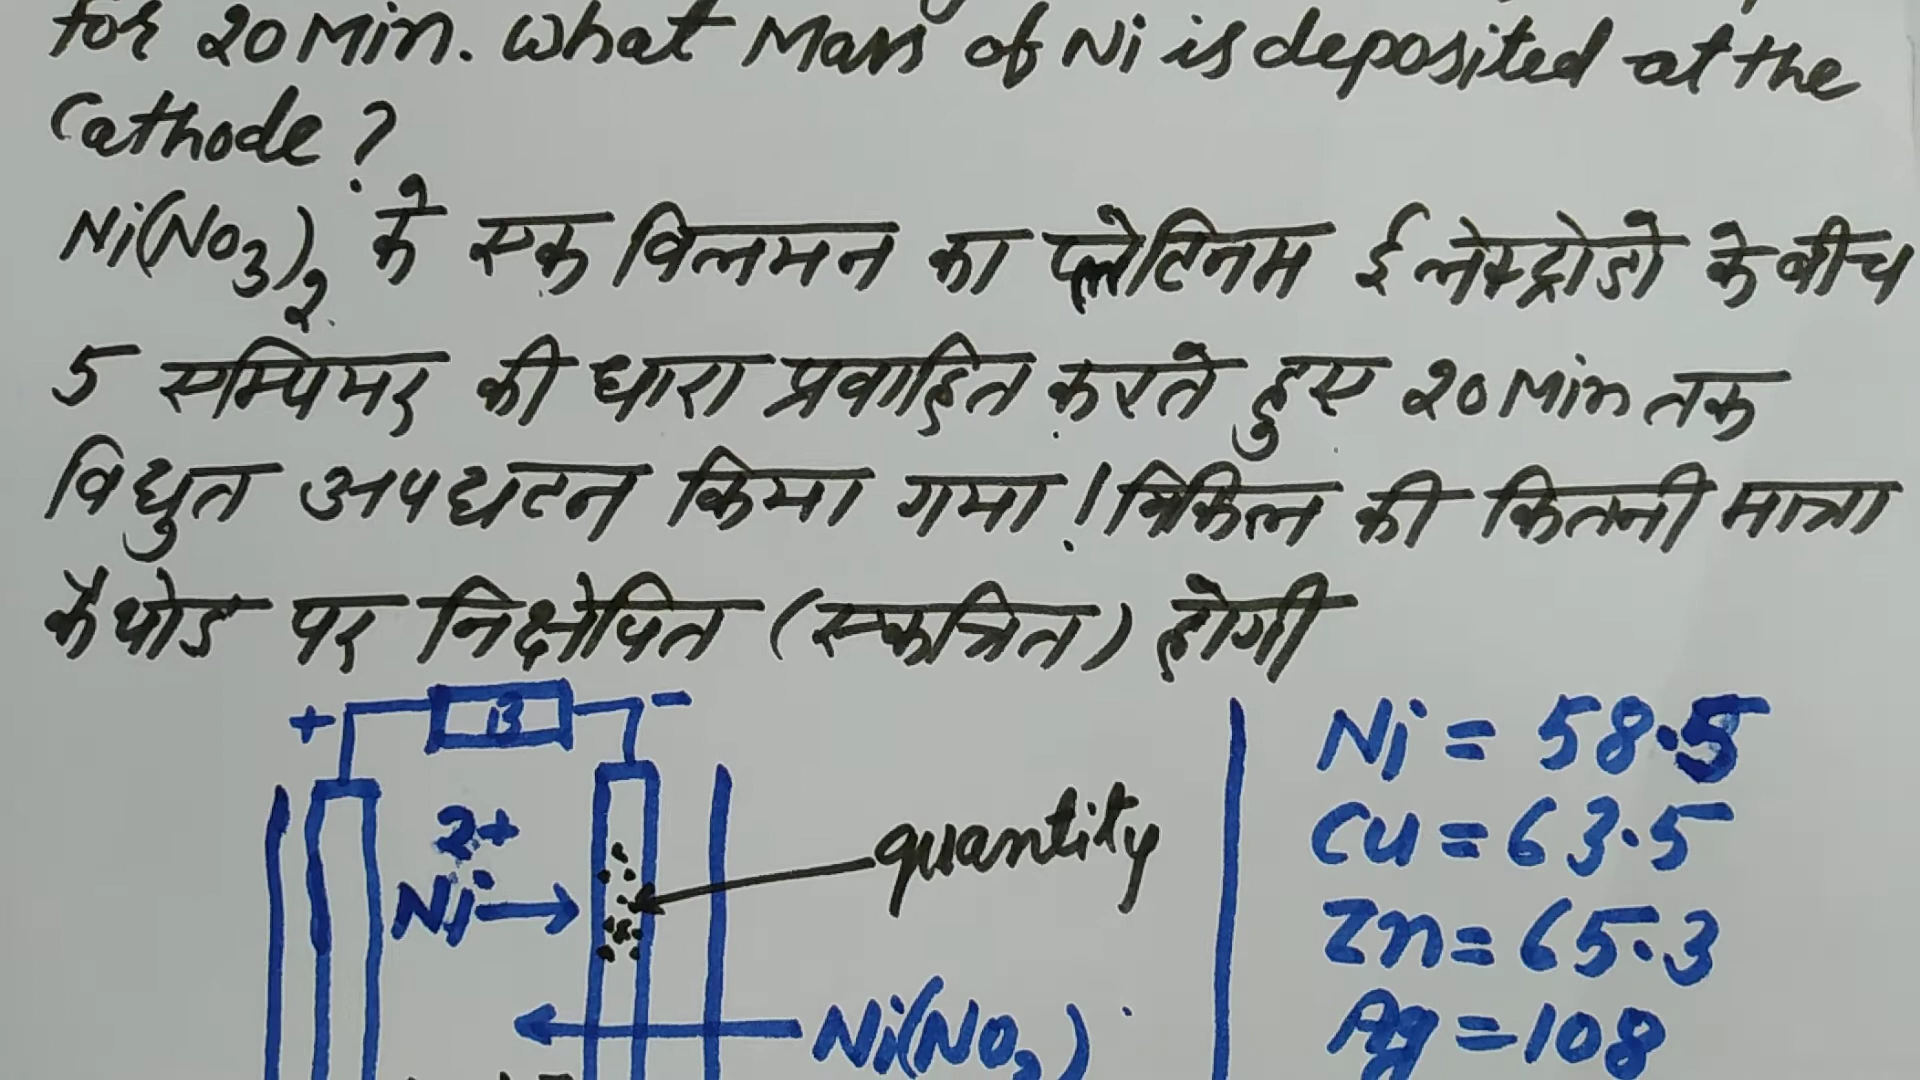 for 20 Min. What Mass of Ni is deposited at the
Cathode?
Ni(NO3)2 के एक विलयन का प्लेटिनम ईलेक्ट्रोडो के बीच
5 एम्पियर की धारा प्रवाहित करते हुए 20 Min तक
विद्युत अपघटन किया गया! निकिल की कितनी मात्रा
कैथोड पर निक्षेपित (एकत्रित) होगी
+ B -
Ni = 58.5
2+
Ni
quantity
Cu = 63.5
Zn = 65.3
Ni(NO3)
Ag = 108